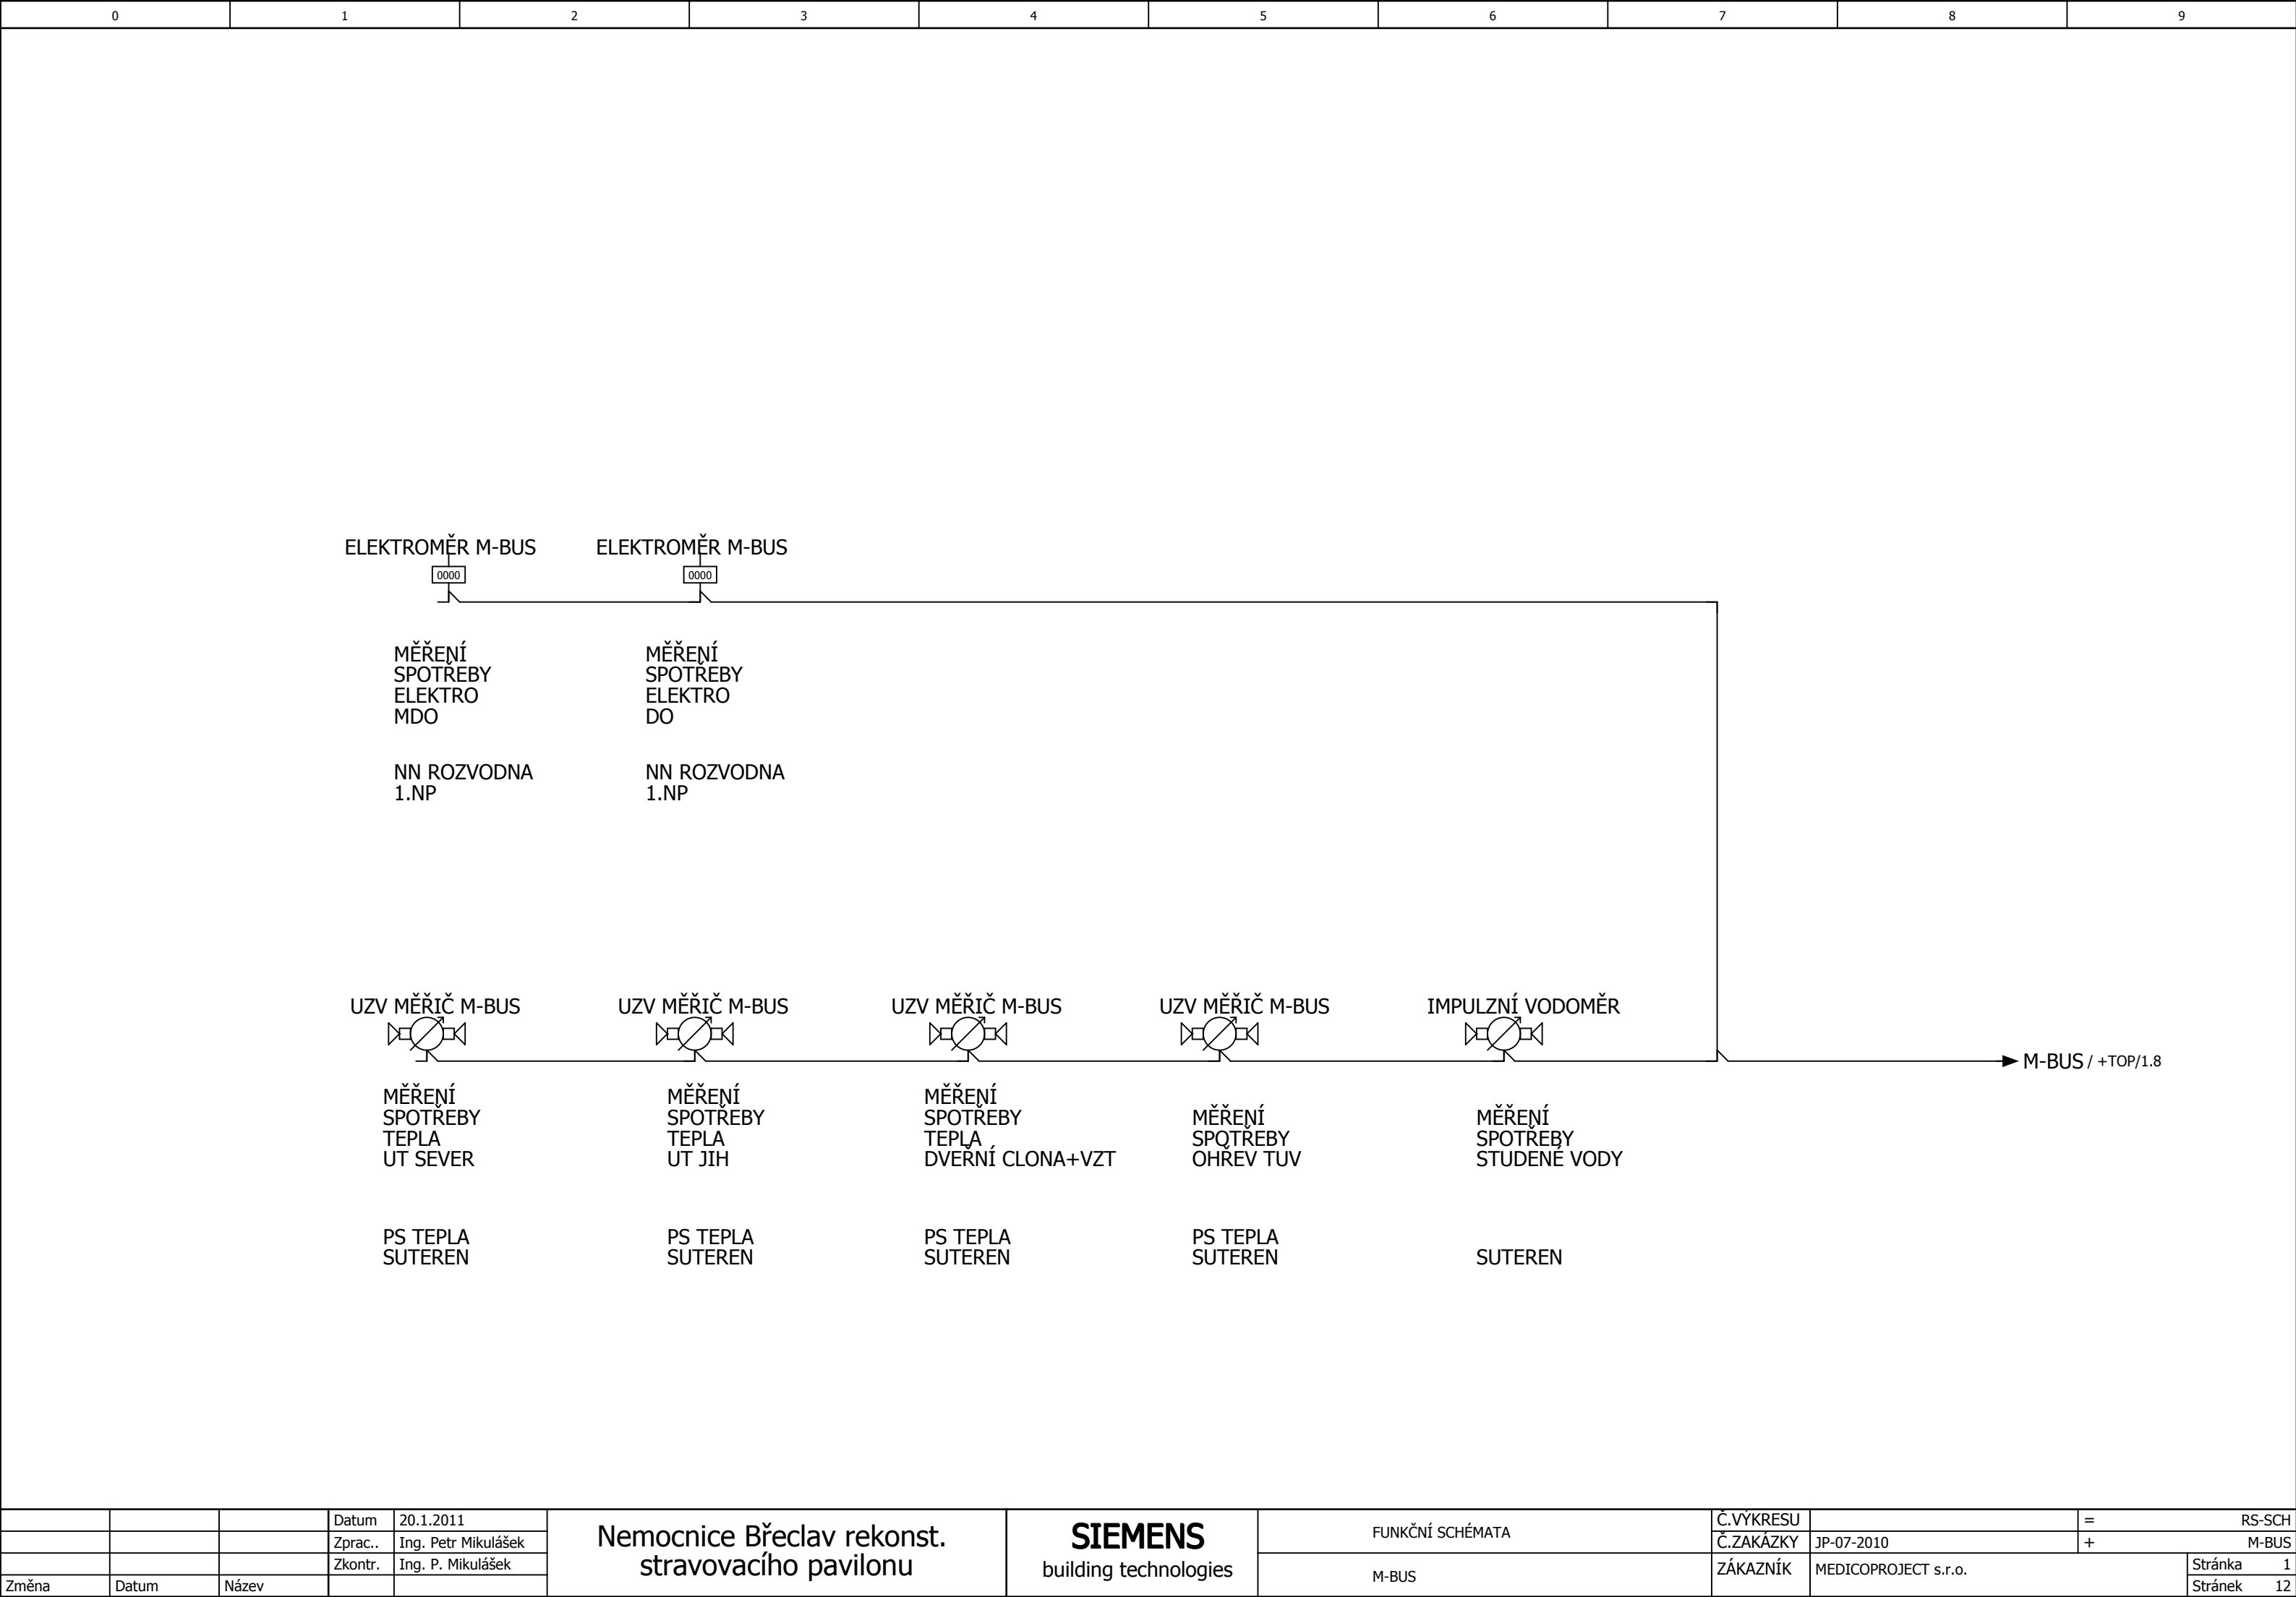 0 1 2 3 4 5 6 7 8 9
ELEKTROMĚR M-BUS ELEKTROMĚR M-BUS
0000 0000
MĚŘENÍ
SPOTŘEBY
ELEKTRO
MDO
NN ROZVODNA
1.NP
MĚŘENÍ
SPOTŘEBY
ELEKTRO
DO
NN ROZVODNA
1.NP
UZV MĚŘIČ M-BUS UZV MĚŘIČ M-BUS UZV MĚŘIČ M-BUS UZV MĚŘIČ M-BUS IMPULZNÍ VODOMĚR
M-BUS / +TOP/1.8
MĚŘENÍ
SPOTŘEBY
TEPLA
UT SEVER
PS TEPLA
SUTEREN
MĚŘENÍ
SPOTŘEBY
TEPLA
UT JIH
PS TEPLA
SUTEREN
MĚŘENÍ
SPOTŘEBY
TEPLA
DVEŘNÍ CLONA+VZT
PS TEPLA
SUTEREN
MĚŘENÍ
SPOTŘEBY
OHŘEV TUV
PS TEPLA
SUTEREN
MĚŘENÍ
SPOTŘEBY
STUDENÉ VODY
SUTEREN
Datum 20.1.2011
Zprac.. Ing. Petr Mikulášek
Zkontr. Ing. P. Mikulášek
Změna Datum Název
Nemocnice Břeclav rekonst.
stravovacího pavilonu
SIEMENS
building technologies
FUNKČNÍ SCHÉMATA
M-BUS
Č.VÝKRESU = RS-SCH
Č.ZAKÁZKY JP-07-2010 + M-BUS
ZÁKAZNÍK MEDICOPROJECT s.r.o.
Stránka 1
Stránek 12